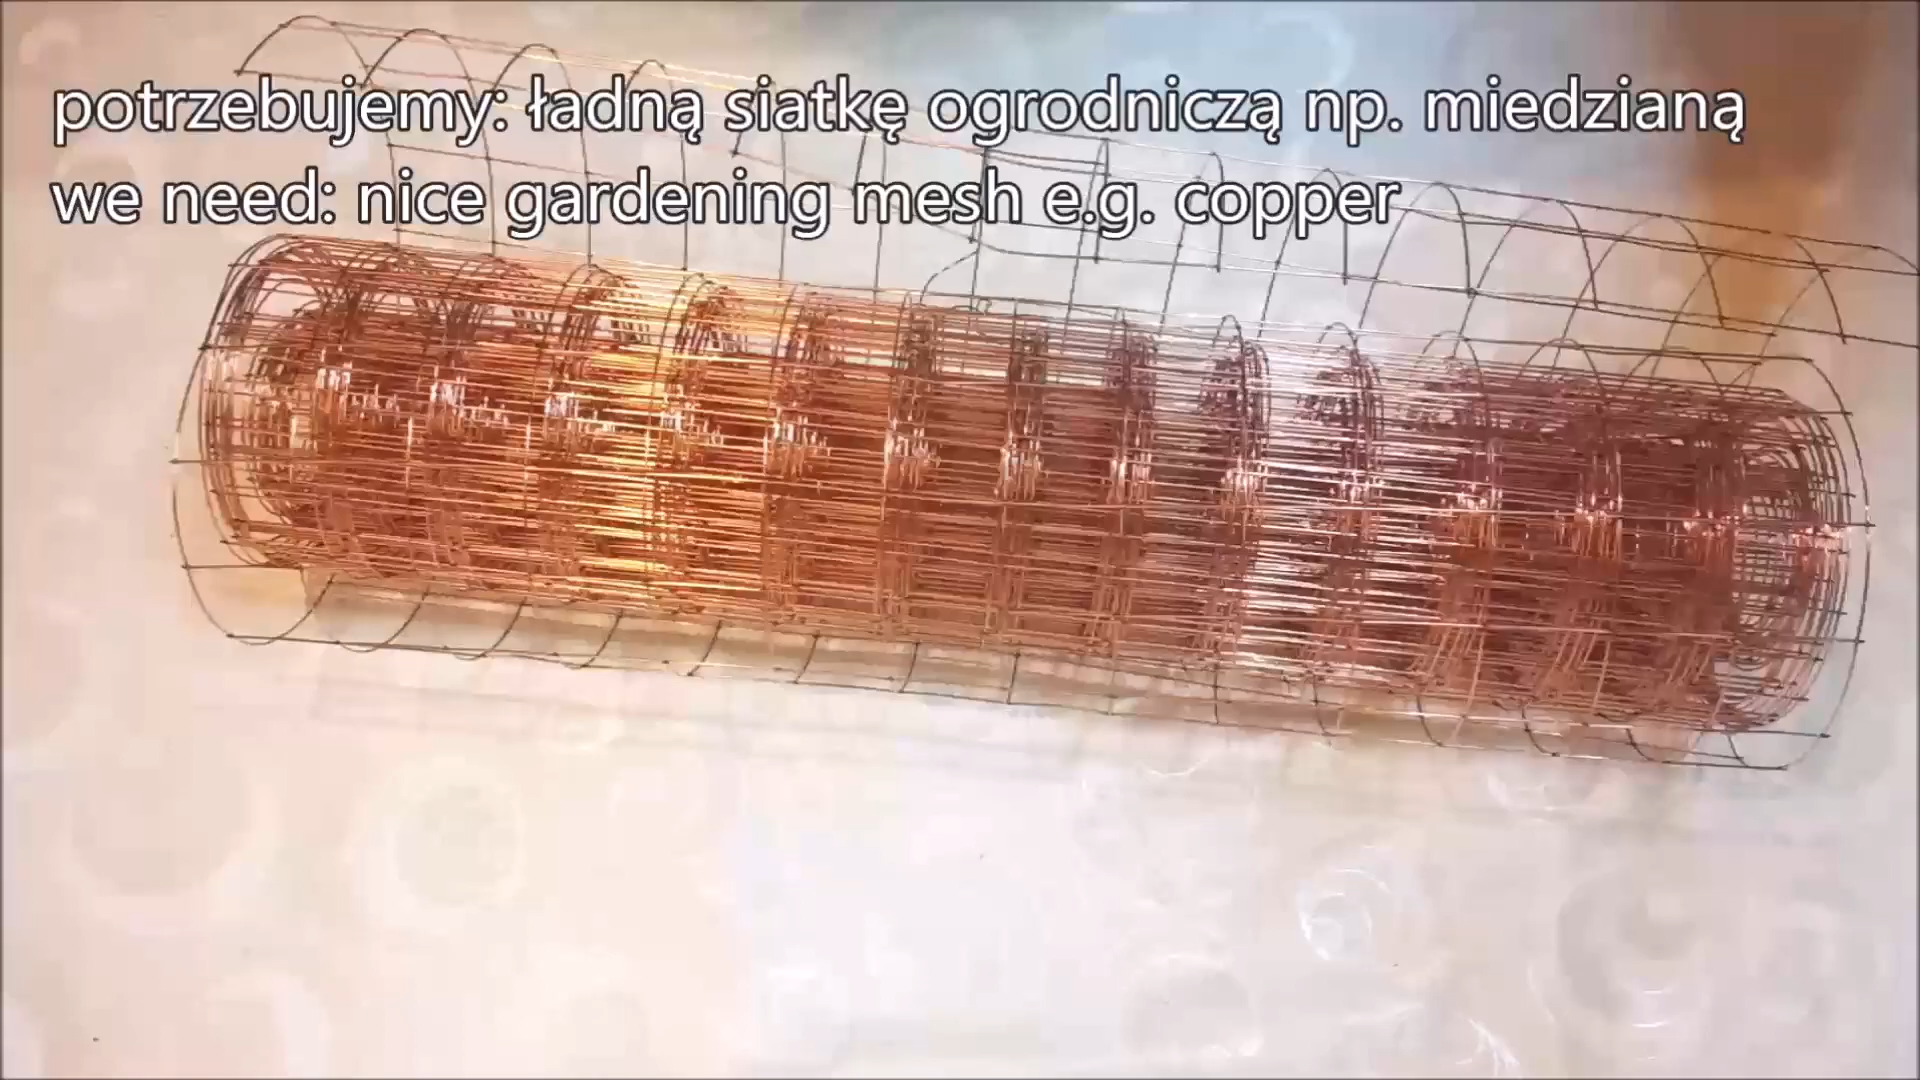 potrzebujemy: ładną siatkę ogrodniczą np. miedzianą
we need: nice gardening mesh e.g. copper